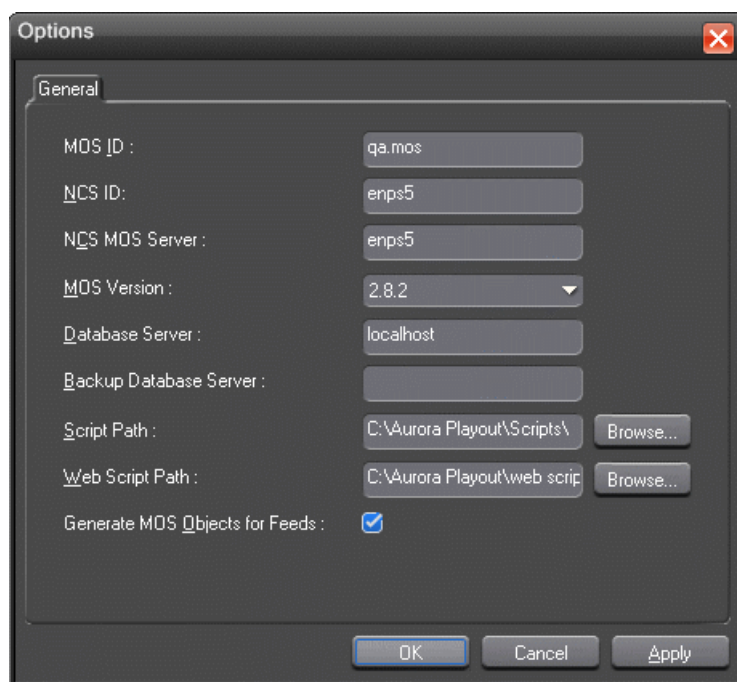 Options
General
MOS ID : qa.mos
NCS ID: enps5
NCS MOS Server : enps5
MOS Version : 2.8.2
Database Server : localhost
Backup Database Server :
Script Path : C:\Aurora Playout\Scripts\ Browse...
Web Script Path : C:\Aurora Playout\web scrip Browse...
Generate MOS Objects for Feeds :
OK Cancel Apply